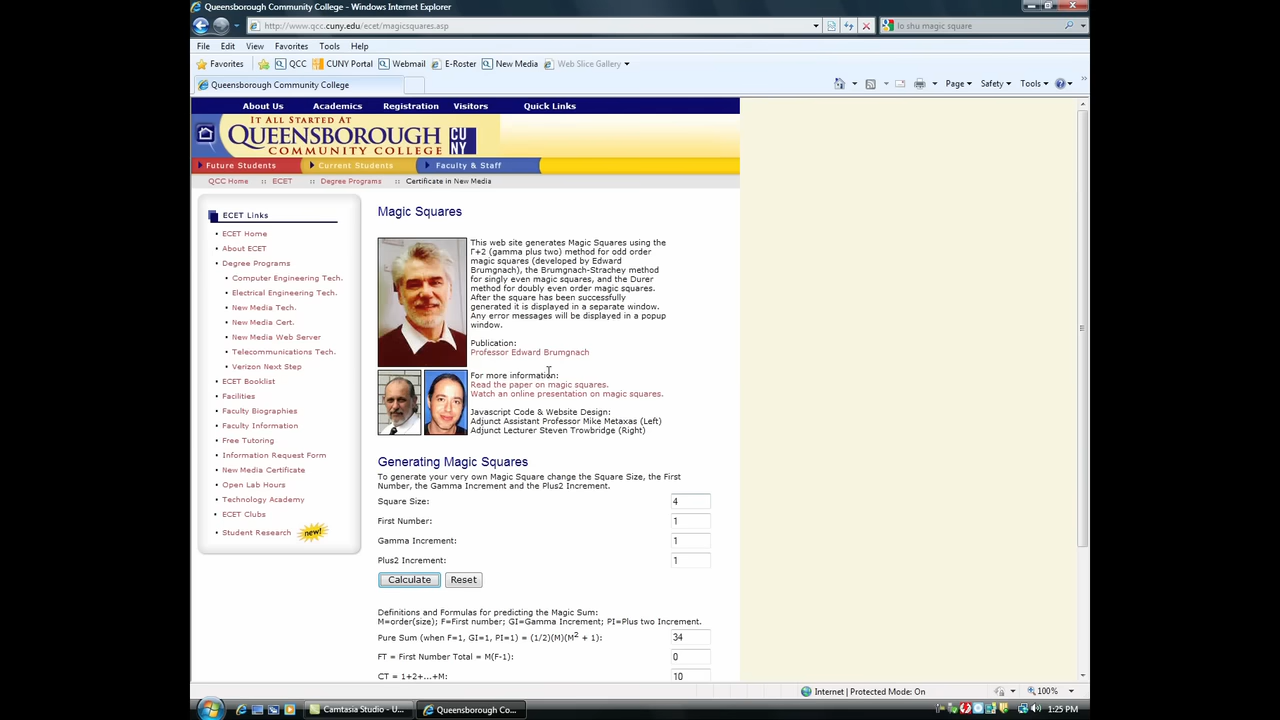 Queensborough Community College - Windows Internet Explorer
http://www.qcc.cuny.edu/ecet/magicsquares.asp
lo shu magic square
File Edit View Favorites Tools Help
Favorites QCC CUNY Portal Webmail E-Roster New Media Web Slice Gallery
Queensborough Community College
Page Safety Tools
About Us Academics Registration Visitors Quick Links
IT ALL STARTED AT
QUEENSBOROUGH
COMMUNITY COLLEGE
CU
NY
Future Students Current Students Faculty & Staff
QCC Home :: ECET :: Degree Programs :: Certificate in New Media
ECET Links
ECET Home
About ECET
Degree Programs
Computer Engineering Tech.
Electrical Engineering Tech.
New Media Tech.
New Media Cert.
New Media Web Server
Telecommunications Tech.
Verizon Next Step
ECET Booklist
Facilities
Faculty Biographies
Faculty Information
Free Tutoring
Information Request Form
New Media Certificate
Open Lab Hours
Technology Academy
ECET Clubs
Student Research new!
Magic Squares
This web site generates Magic Squares using the
Γ+2 (gamma plus two) method for odd order
magic squares (developed by Edward
Brumgnach), the Brumgnach-Strachey method
for singly even magic squares, and the Durer
method for doubly even order magic squares.
After the square has been successfully
generated it is displayed in a separate window.
Any error messages will be displayed in a popup
window.
Publication:
Professor Edward Brumgnach
For more information:
Read the paper on magic squares.
Watch an online presentation on magic squares.
Javascript Code & Website Design:
Adjunct Assistant Professor Mike Metaxas (Left)
Adjunct Lecturer Steven Trowbridge (Right)
Generating Magic Squares
To generate your very own Magic Square change the Square Size, the First
Number, the Gamma Increment and the Plus2 Increment.
Square Size: 4
First Number: 1
Gamma Increment: 1
Plus2 Increment: 1
Calculate Reset
Definitions and Formulas for predicting the Magic Sum:
M=order(size); F=First number; GI=Gamma Increment; PI=Plus two Increment.
Pure Sum (when F=1, GI=1, PI=1) = (1/2)(M)(M² + 1): 34
FT = First Number Total = M(F-1): 0
CT = 1+2+...+M: 10
Internet | Protected Mode: On 100%
Camtasia Studio - U... Queensborough Co... 1:25 PM